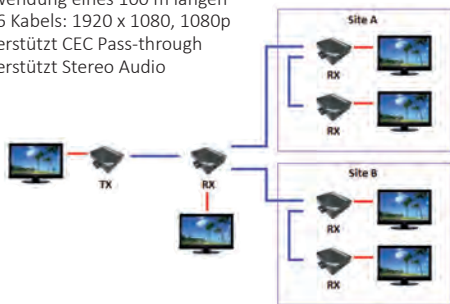 wendung eines 100 m langen
Kabels: 1920 x 1080, 1080p
erstützt CEC Pass-through
erstützt Stereo Audio
Site A
RX
RX
TX
RX
Site B
RX
RX